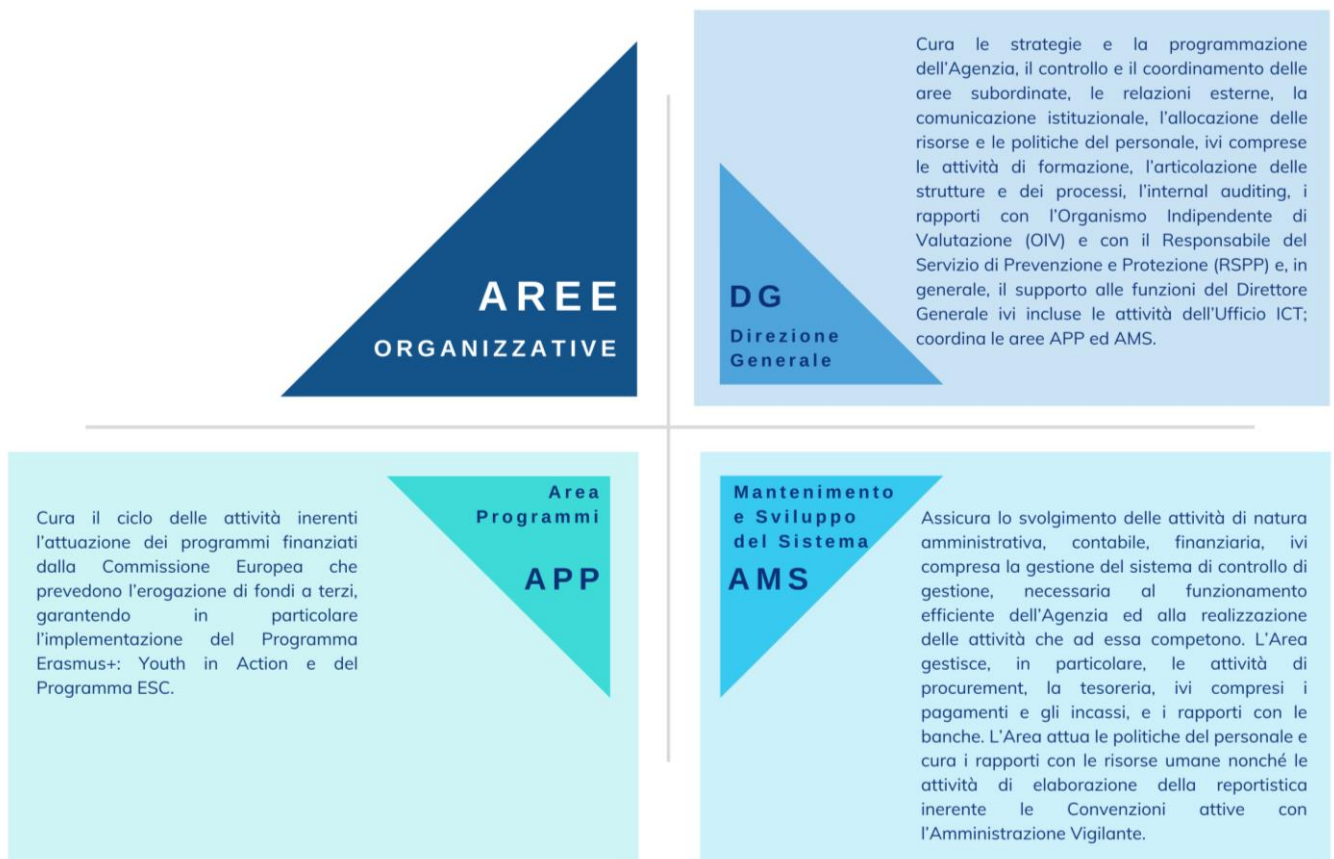 AREE
ORGANIZZATIVE
DG
Direzione
Generale
Cura le strategie e la programmazione
dell'Agenzia, il controllo e il coordinamento delle
aree subordinate, le relazioni esterne, la
comunicazione istituzionale, l'allocazione delle
risorse e le politiche del personale, ivi comprese
le attività di formazione, l'articolazione delle
strutture e dei processi, l'internal auditing, i
rapporti con l'Organismo Indipendente di
Valutazione (OIV) e con il Responsabile del
Servizio di Prevenzione e Protezione (RSPP) e, in
generale, il supporto alle funzioni del Direttore
Generale ivi incluse le attività dell'Ufficio ICT;
coordina le aree APP ed AMS.
Area
Programmi
APP
Cura il ciclo delle attività inerenti
l'attuazione dei programmi finanziati
dalla Commissione Europea che
prevedono l'erogazione di fondi a terzi,
garantendo in particolare
l'implementazione del Programma
Erasmus+: Youth in Action e del
Programma ESC.
Mantenimento
e Sviluppo
del Sistema
AMS
Assicura lo svolgimento delle attività di natura
amministrativa, contabile, finanziaria, ivi
compresa la gestione del sistema di controllo di
gestione, necessaria al funzionamento
efficiente dell'Agenzia ed alla realizzazione
delle attività che ad essa competono. L'Area
gestisce, in particolare, le attività di
procurement, la tesoreria, ivi compresi i
pagamenti e gli incassi, e i rapporti con le
banche. L'Area attua le politiche del personale e
cura i rapporti con le risorse umane nonché le
attività di elaborazione della reportistica
inerente le Convenzioni attive con
l'Amministrazione Vigilante.